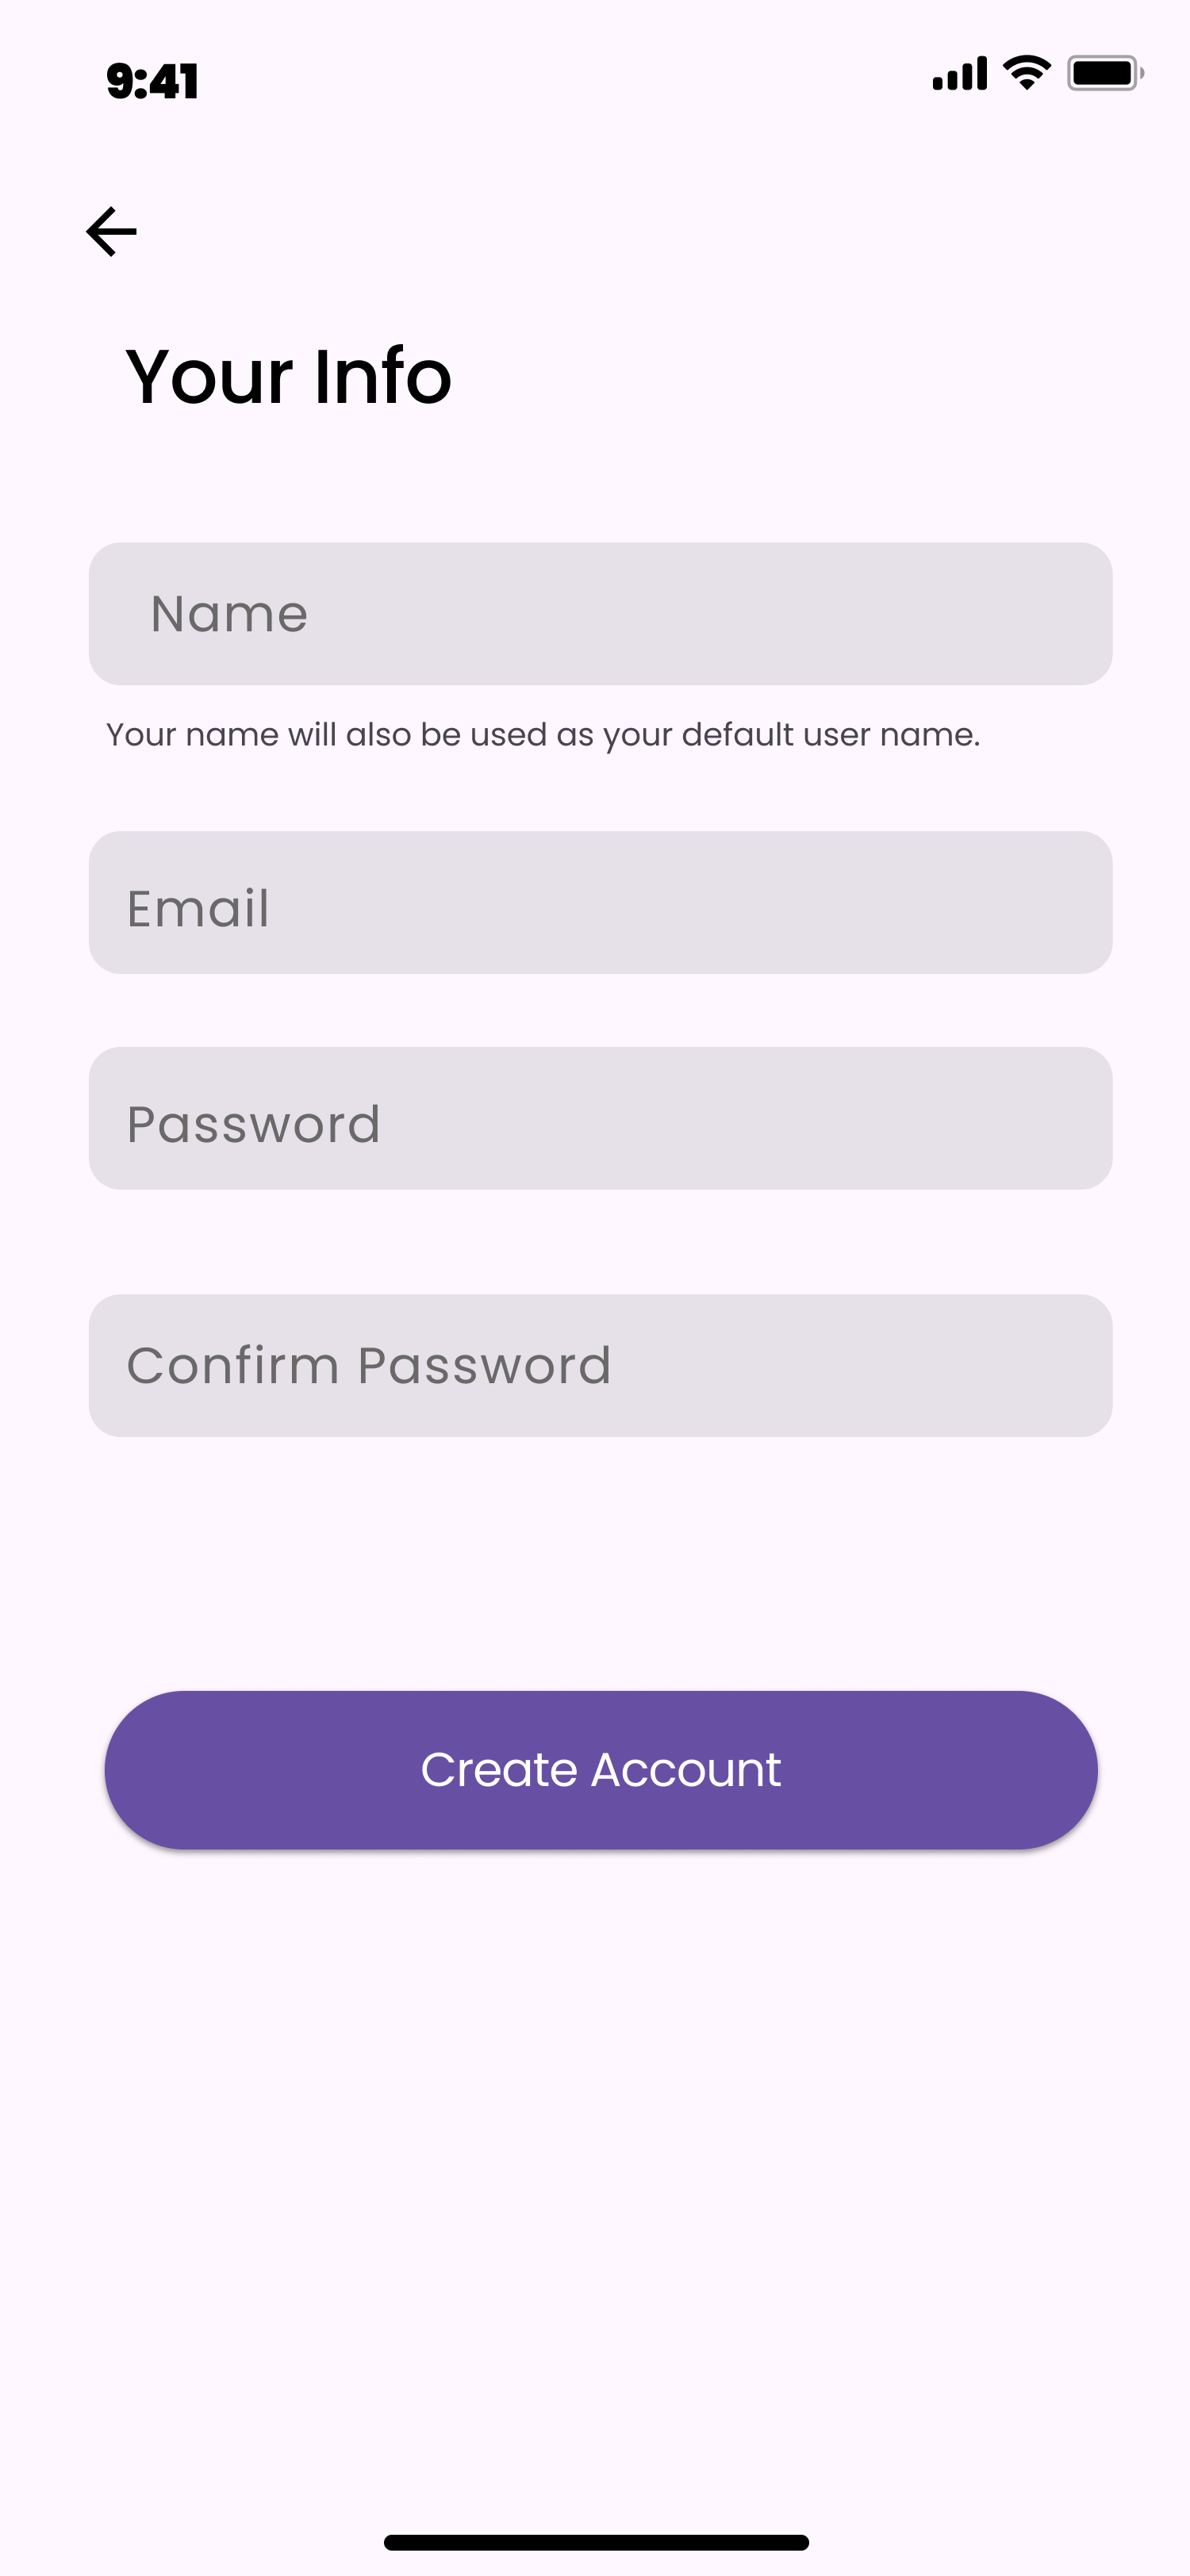 9:41
Your Info
Name
Your name will also be used as your default user name.
Email
Password
Confirm Password
Create Account